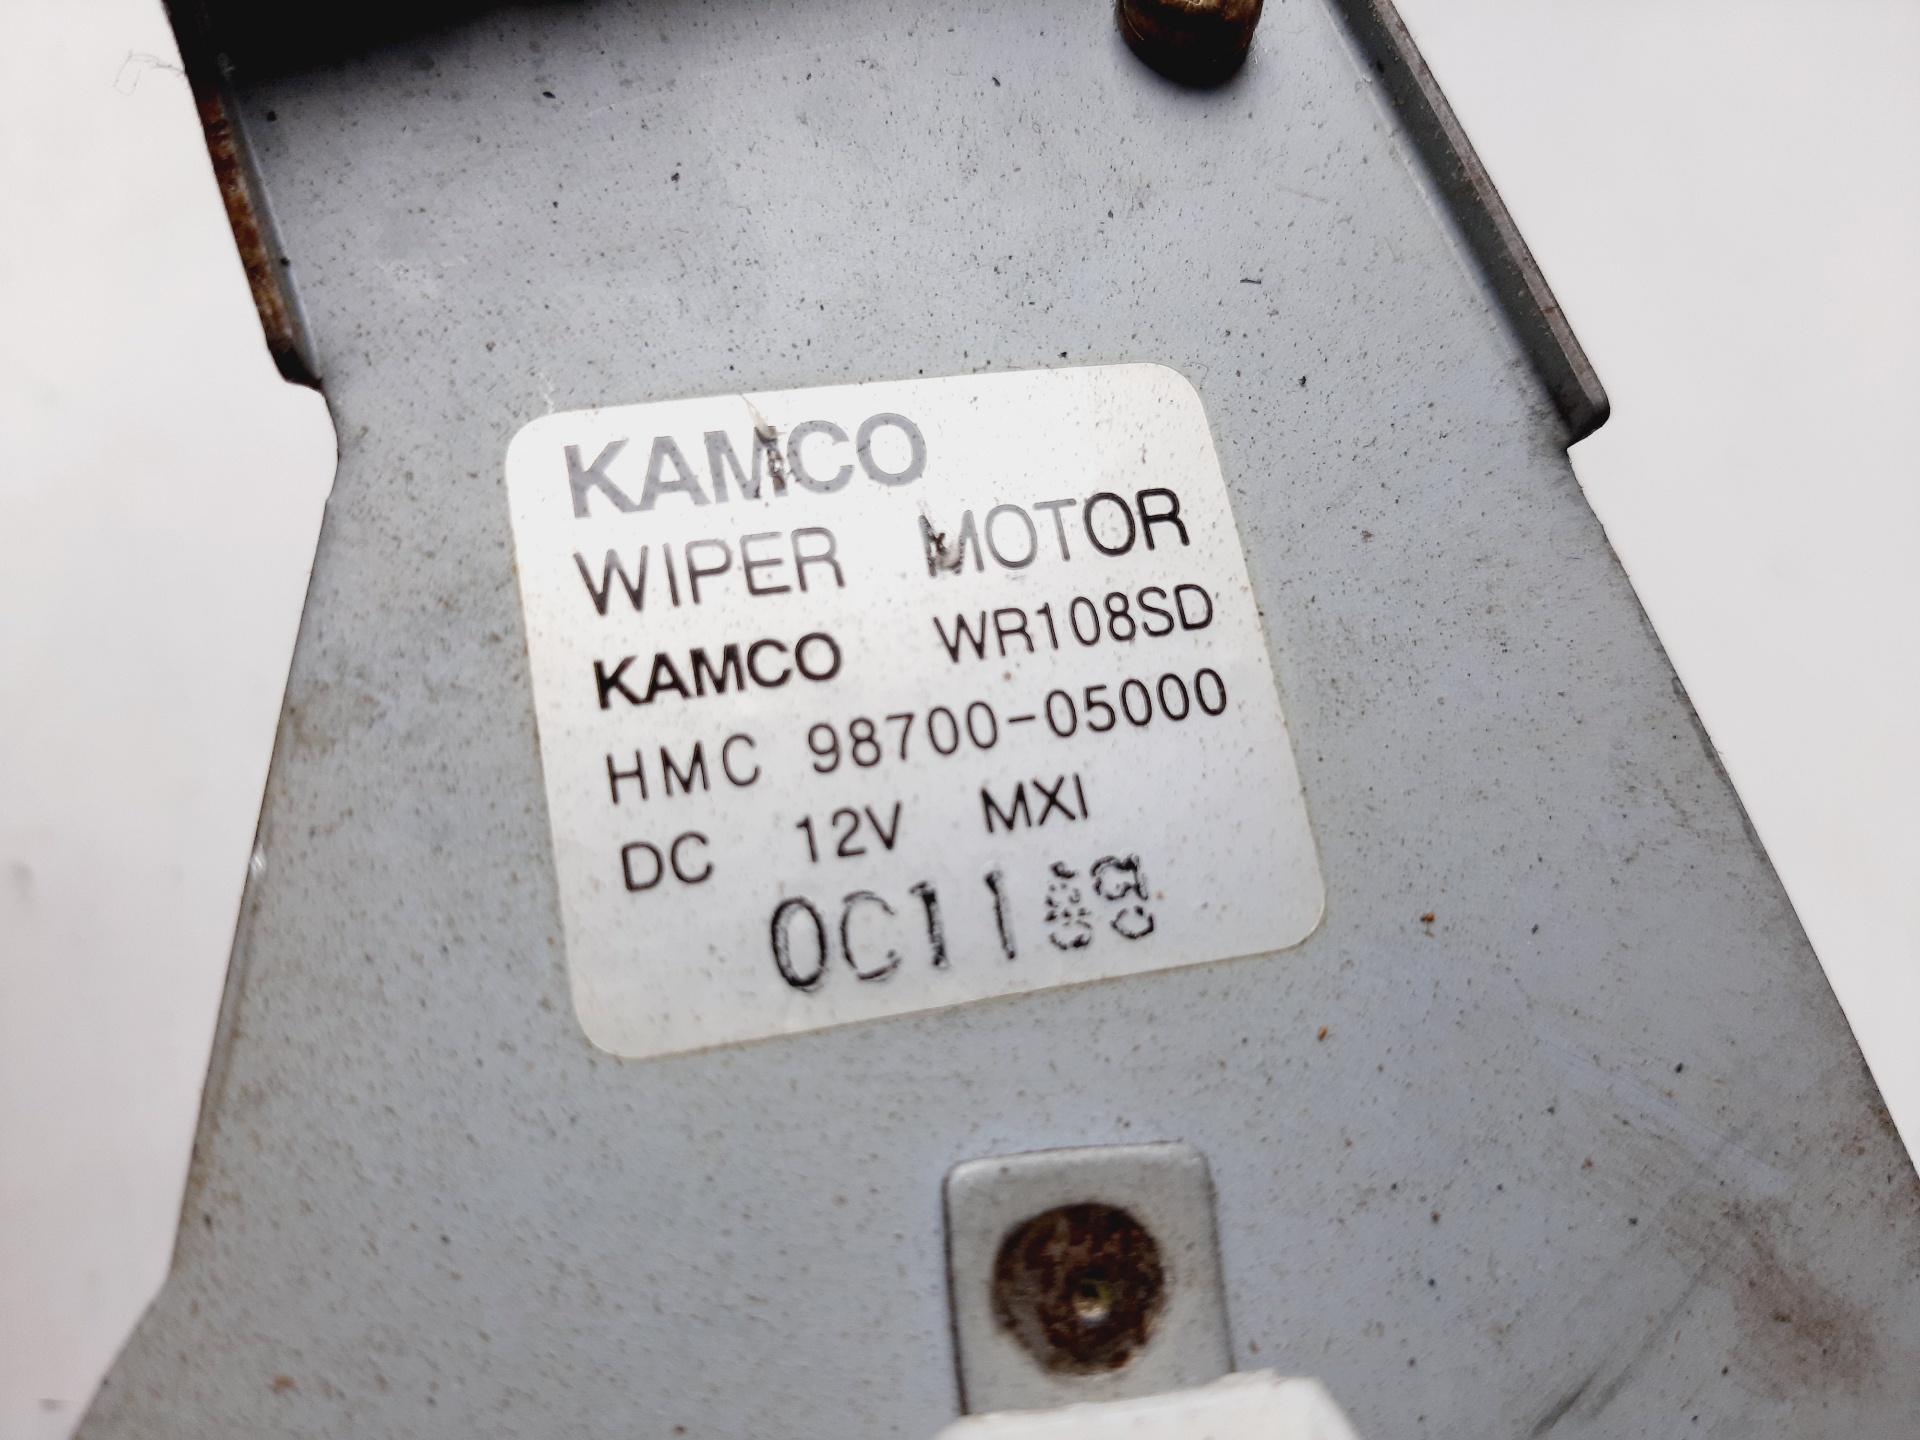 KAMCO
WIPER MOTOR
KAMCO WR108SD
HMC 98700-05000
DC 12V MXI